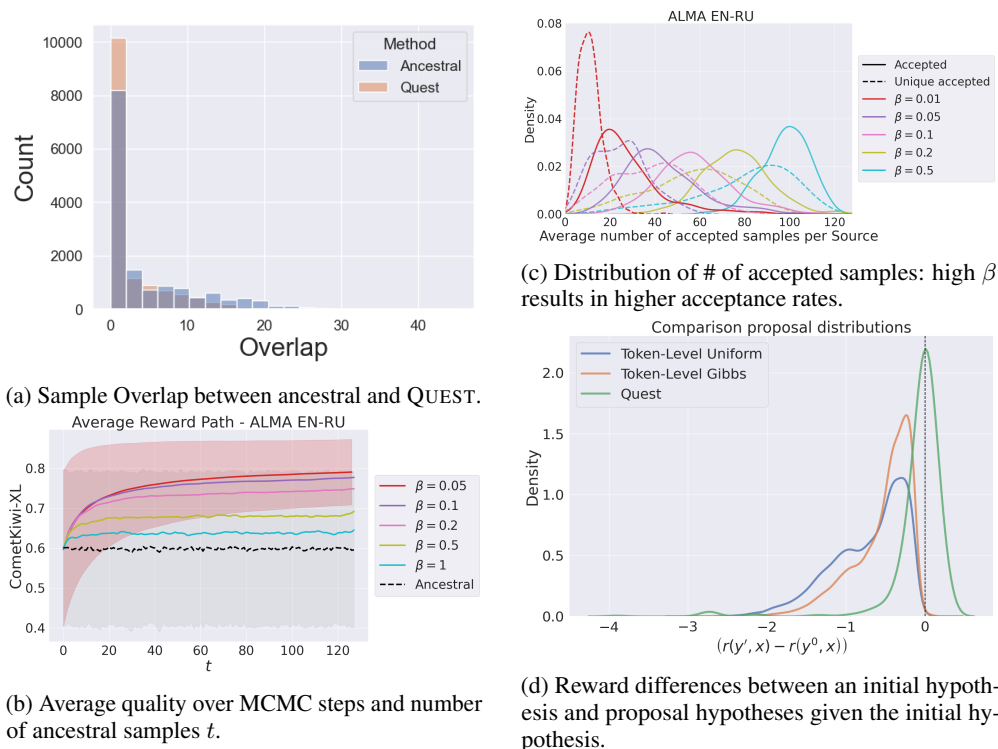 10000
8000
6000
4000
2000
0
Count
Method
Ancestral
Quest
0
10
20
30
40
Overlap
(a) Sample Overlap between ancestral and QUEST.
Average Reward Path - ALMA EN-RU
0.8
0.7
0.6
0.5
0.4
CometKiwi-XL
β = 0.05
β = 0.1
β = 0.2
β = 0.5
β = 1
Ancestral
0
20
40
60
80
100
120
t
(b) Average quality over MCMC steps and number
of ancestral samples t.
ALMA EN-RU
0.08
0.06
0.04
0.02
0.00
Density
Accepted
Unique accepted
β = 0.01
β = 0.05
β = 0.1
β = 0.2
β = 0.5
0
20
40
60
80
100
120
Average number of accepted samples per Source
(c) Distribution of # of accepted samples: high β
results in higher acceptance rates.
Comparison proposal distributions
Token-Level Uniform
Token-Level Gibbs
Quest
2.0
1.5
1.0
0.5
0.0
Density
−4
−3
−2
−1
0
(r(y′, x) − r(y⁰, x))
(d) Reward differences between an initial hypoth-
esis and proposal hypotheses given the initial hy-
pothesis.